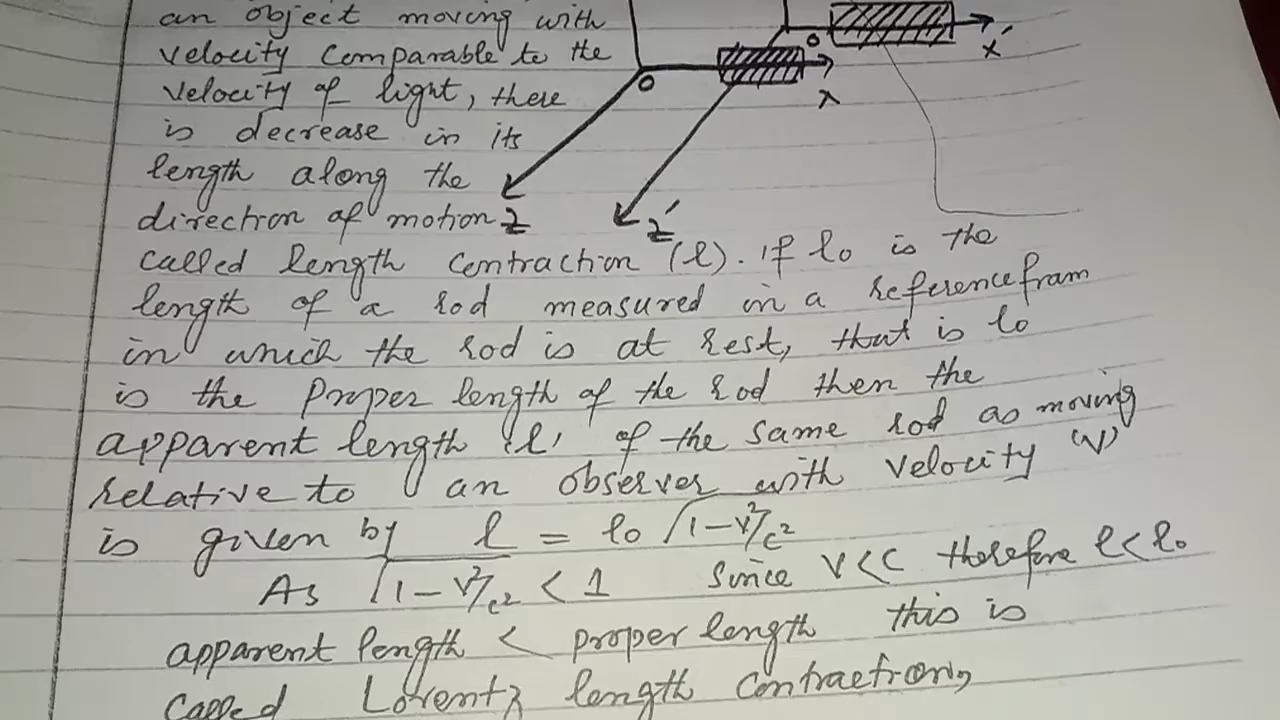 an object moving with
velocity comparable to the
velocity of light, there
is decrease in its
length along the
direction of motion
called length contraction (l). If lo is the
length of a rod measured in a reference fram
in which the rod is at rest, that is lo
is the proper length of the rod then the
apparent length 'l' of the same rod as moving
relative to an observer with velocity (v)
is given by l = lo √1-v²/c²
As √1-v²/c² < 1 Since v<c therefore l<lo
apparent length < proper length this is
called Lorentz length contraction,
o
x'
o
x
z
z'